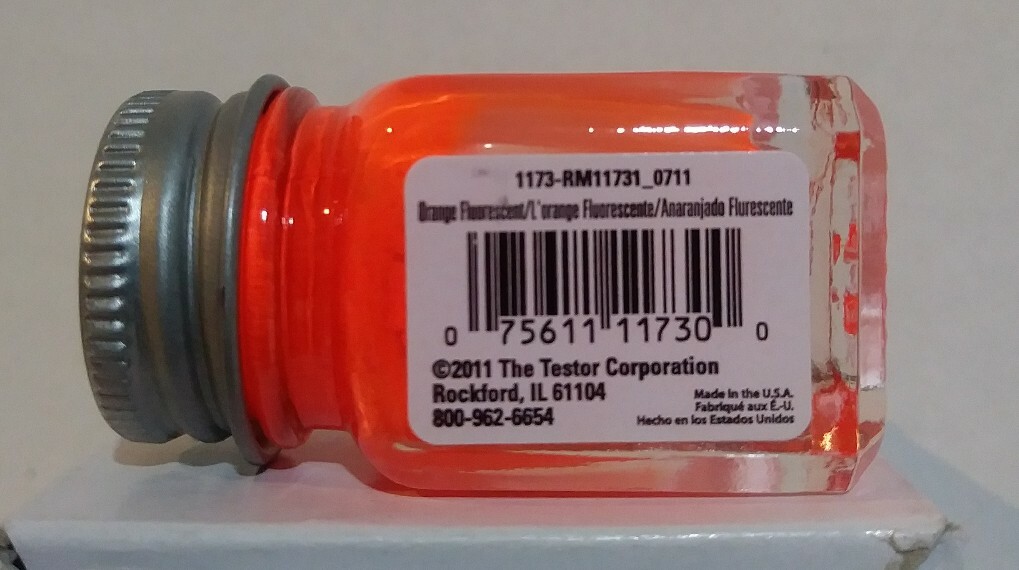 1173-RM11731_0711
Orange Fluorescent/L'orange Fluorescente/Anaranjado Flurescente
0 75611 11730 0
©2011 The Testor Corporation
Rockford, IL 61104
800-962-6654
Made in the U.S.A.
Fabriqué aux É.-U.
Hecho en los Estados Unidos